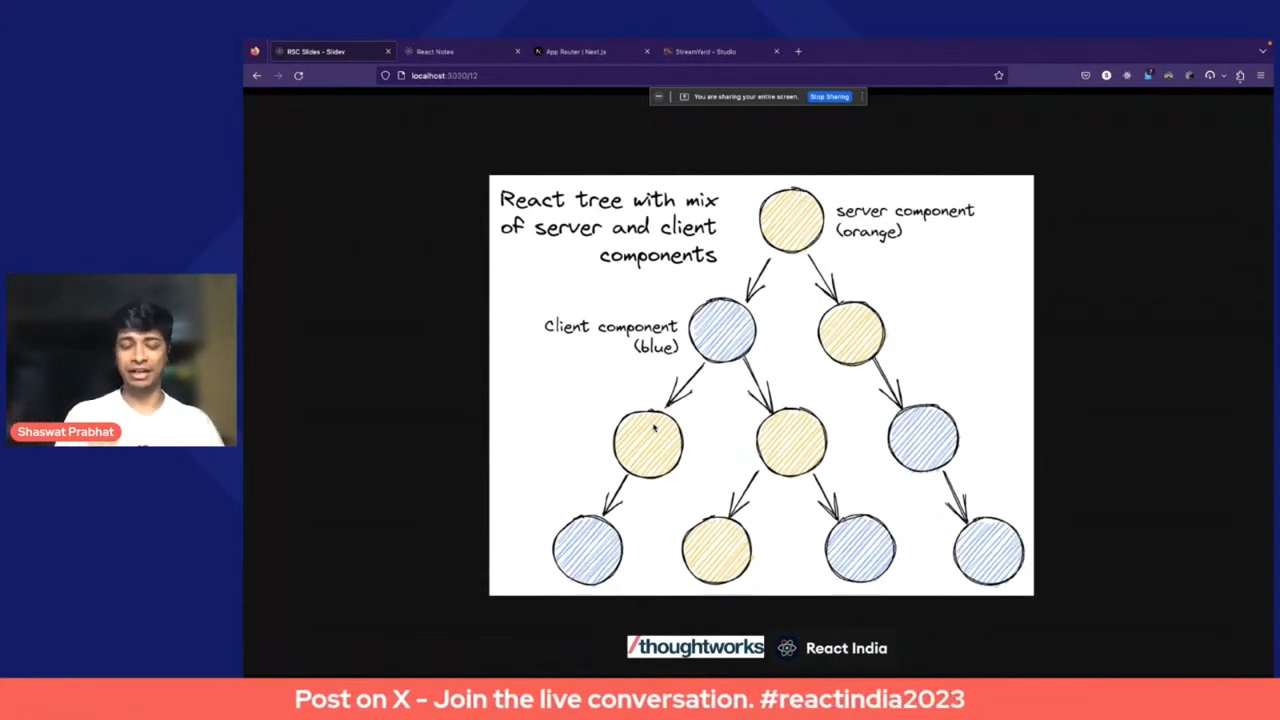 RSC Slides - Slidev
React Notes
App Router | Next.js
StreamYard - Studio
localhost:3030/12
You are sharing your entire screen.
Stop Sharing
React tree with mix
of server and client
components
server component
(orange)
Client component
(blue)
Shaswat Prabhat
/thoughtworks
React India
Post on X - Join the live conversation. #reactindia2023